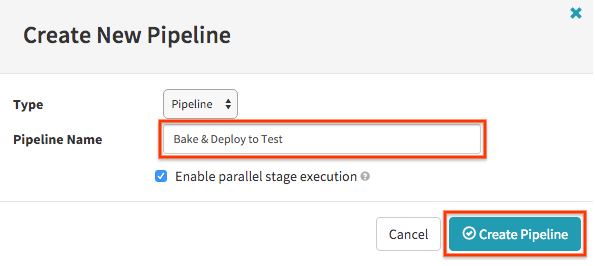 Create New Pipeline
Type
Pipeline
Pipeline Name
Bake & Deploy to Test
Enable parallel stage execution
Cancel
Create Pipeline